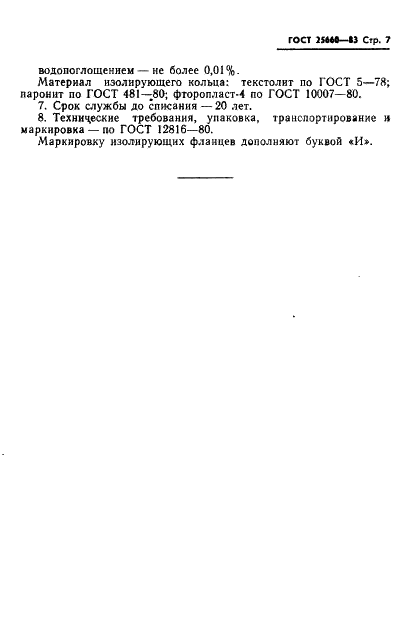 ГОСТ 25660—83 Стр. 7
водопоглощением — не более 0,01%.
Материал изолирующего кольца: текстолит по ГОСТ 5—78;
паронит по ГОСТ 481—80; фторопласт-4 по ГОСТ 10007—80.
7. Срок службы до списания — 20 лет.
8. Технические требования, упаковка, транспортирование и
маркировка — по ГОСТ 12816—80.
Маркировку изолирующих фланцев дополняют буквой «И».